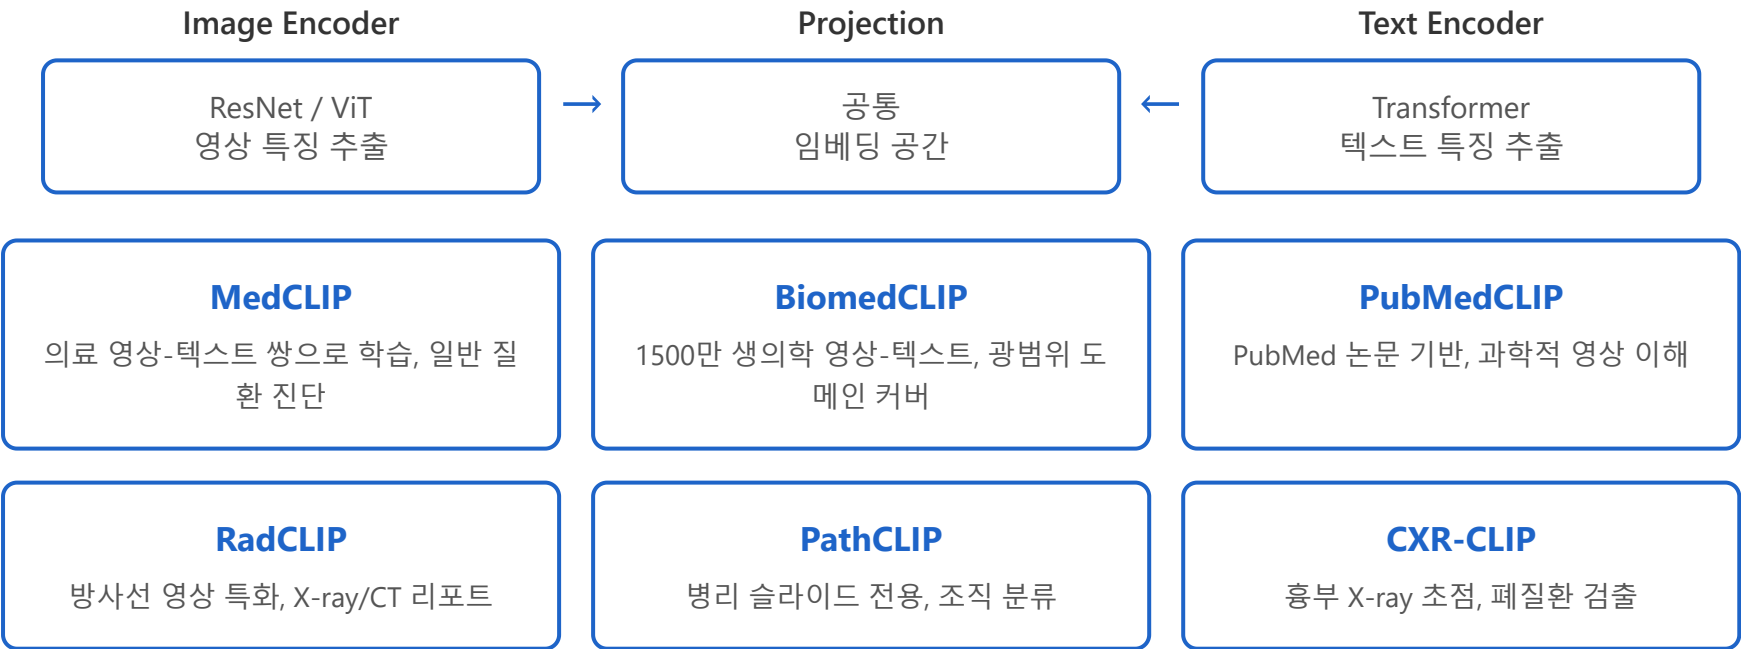 Image Encoder
Projection
Text Encoder
ResNet / ViT
영상 특징 추출
→
공통
임베딩 공간
←
Transformer
텍스트 특징 추출
MedCLIP
의료 영상-텍스트 쌍으로 학습, 일반 질
환 진단
BiomedCLIP
1500만 생의학 영상-텍스트, 광범위 도
메인 커버
PubMedCLIP
PubMed 논문 기반, 과학적 영상 이해
RadCLIP
방사선 영상 특화, X-ray/CT 리포트
PathCLIP
병리 슬라이드 전용, 조직 분류
CXR-CLIP
흉부 X-ray 초점, 폐질환 검출